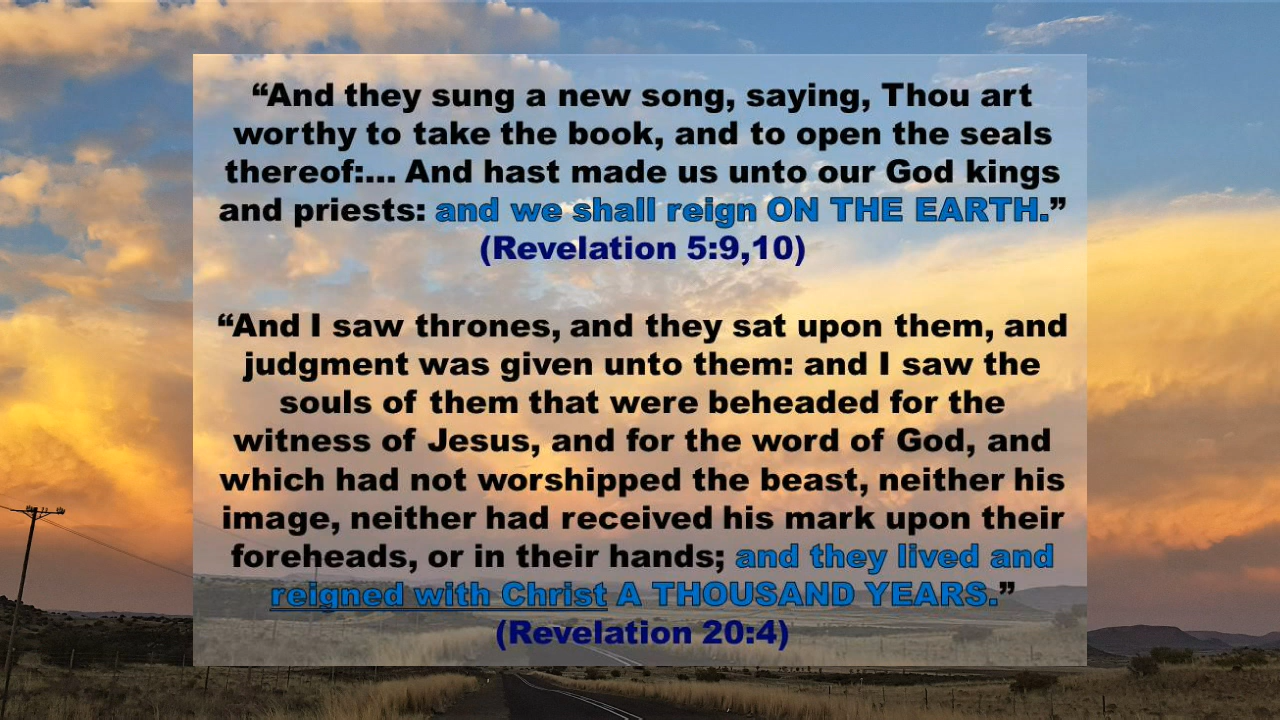 “And they sung a new song, saying, Thou art
worthy to take the book, and to open the seals
thereof:... And hast made us unto our God kings
and priests: and we shall reign ON THE EARTH.”
(Revelation 5:9,10)
“And I saw thrones, and they sat upon them, and
judgment was given unto them: and I saw the
souls of them that were beheaded for the
witness of Jesus, and for the word of God, and
which had not worshipped the beast, neither his
image, neither had received his mark upon their
foreheads, or in their hands; and they lived and
reigned with Christ A THOUSAND YEARS.”
(Revelation 20:4)